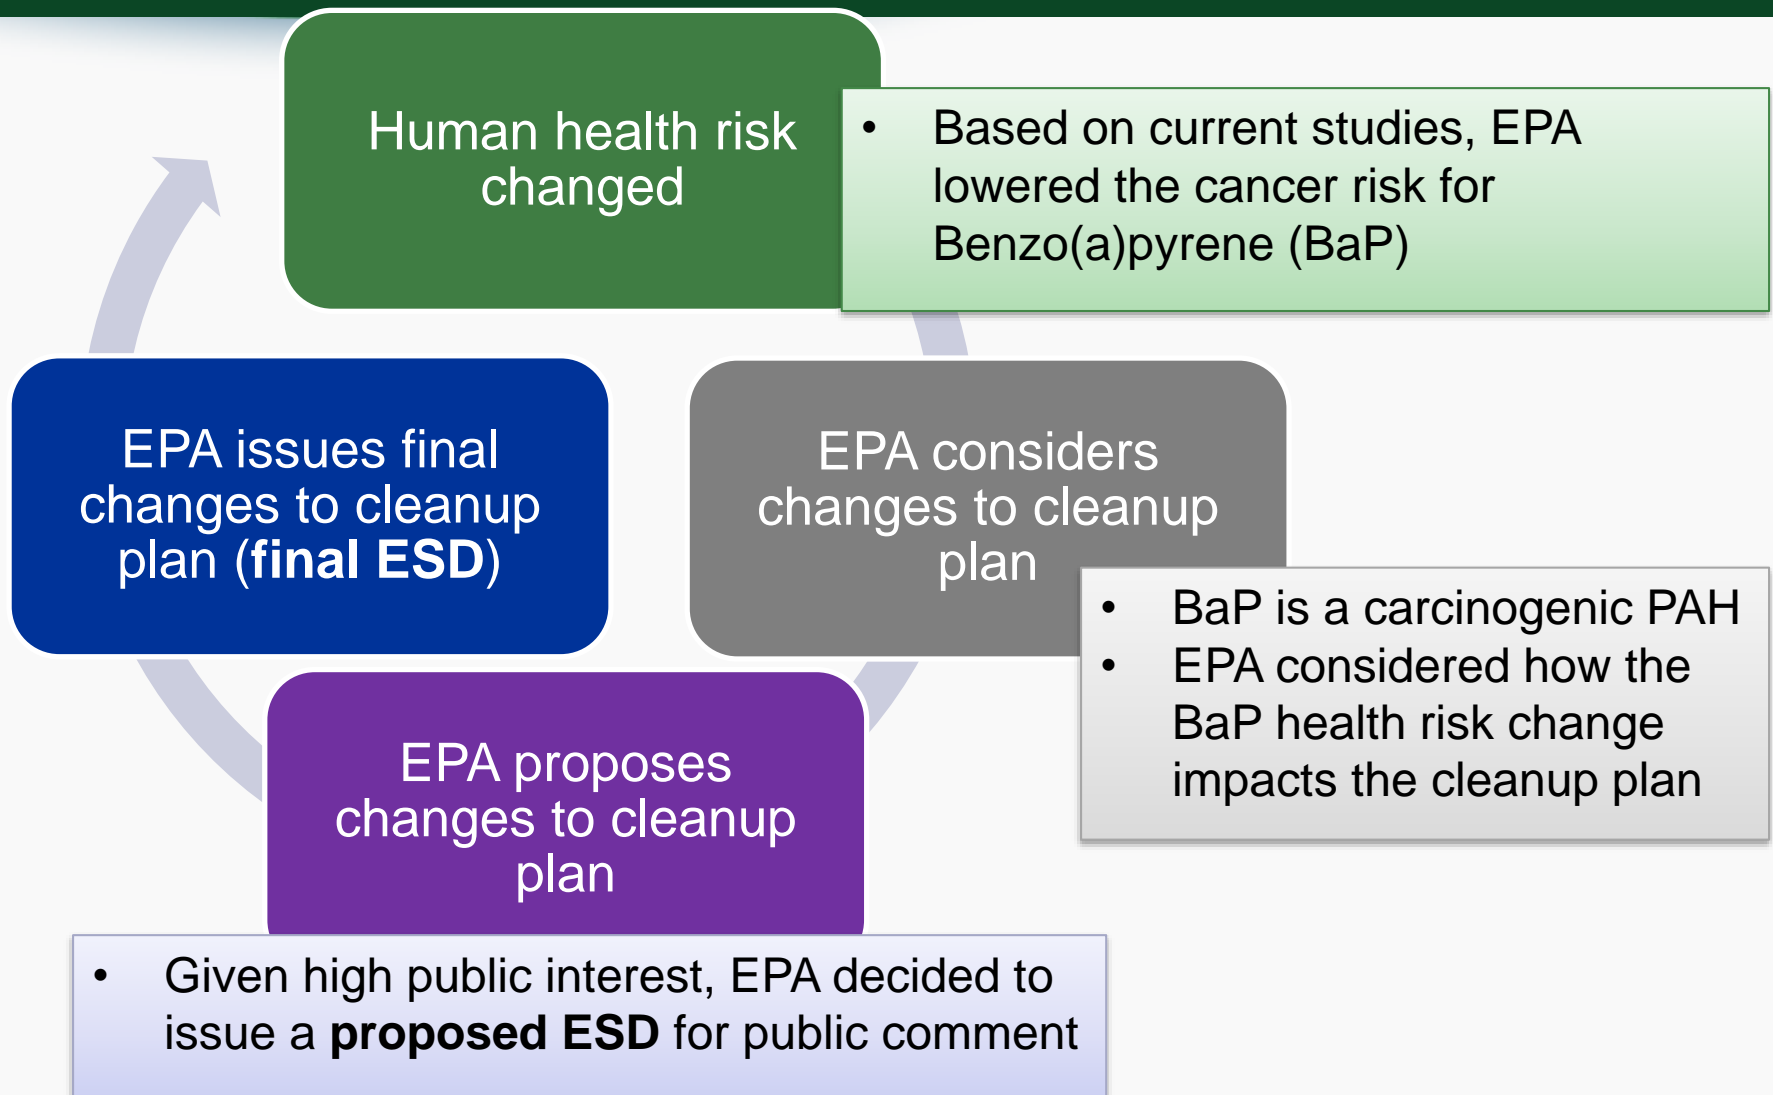 Human health risk
changed
• Based on current studies, EPA
lowered the cancer risk for
Benzo(a)pyrene (BaP)
EPA considers
changes to cleanup
plan
• BaP is a carcinogenic PAH
• EPA considered how the
BaP health risk change
impacts the cleanup plan
EPA proposes
changes to cleanup
plan
• Given high public interest, EPA decided to
issue a proposed ESD for public comment
EPA issues final
changes to cleanup
plan (final ESD)